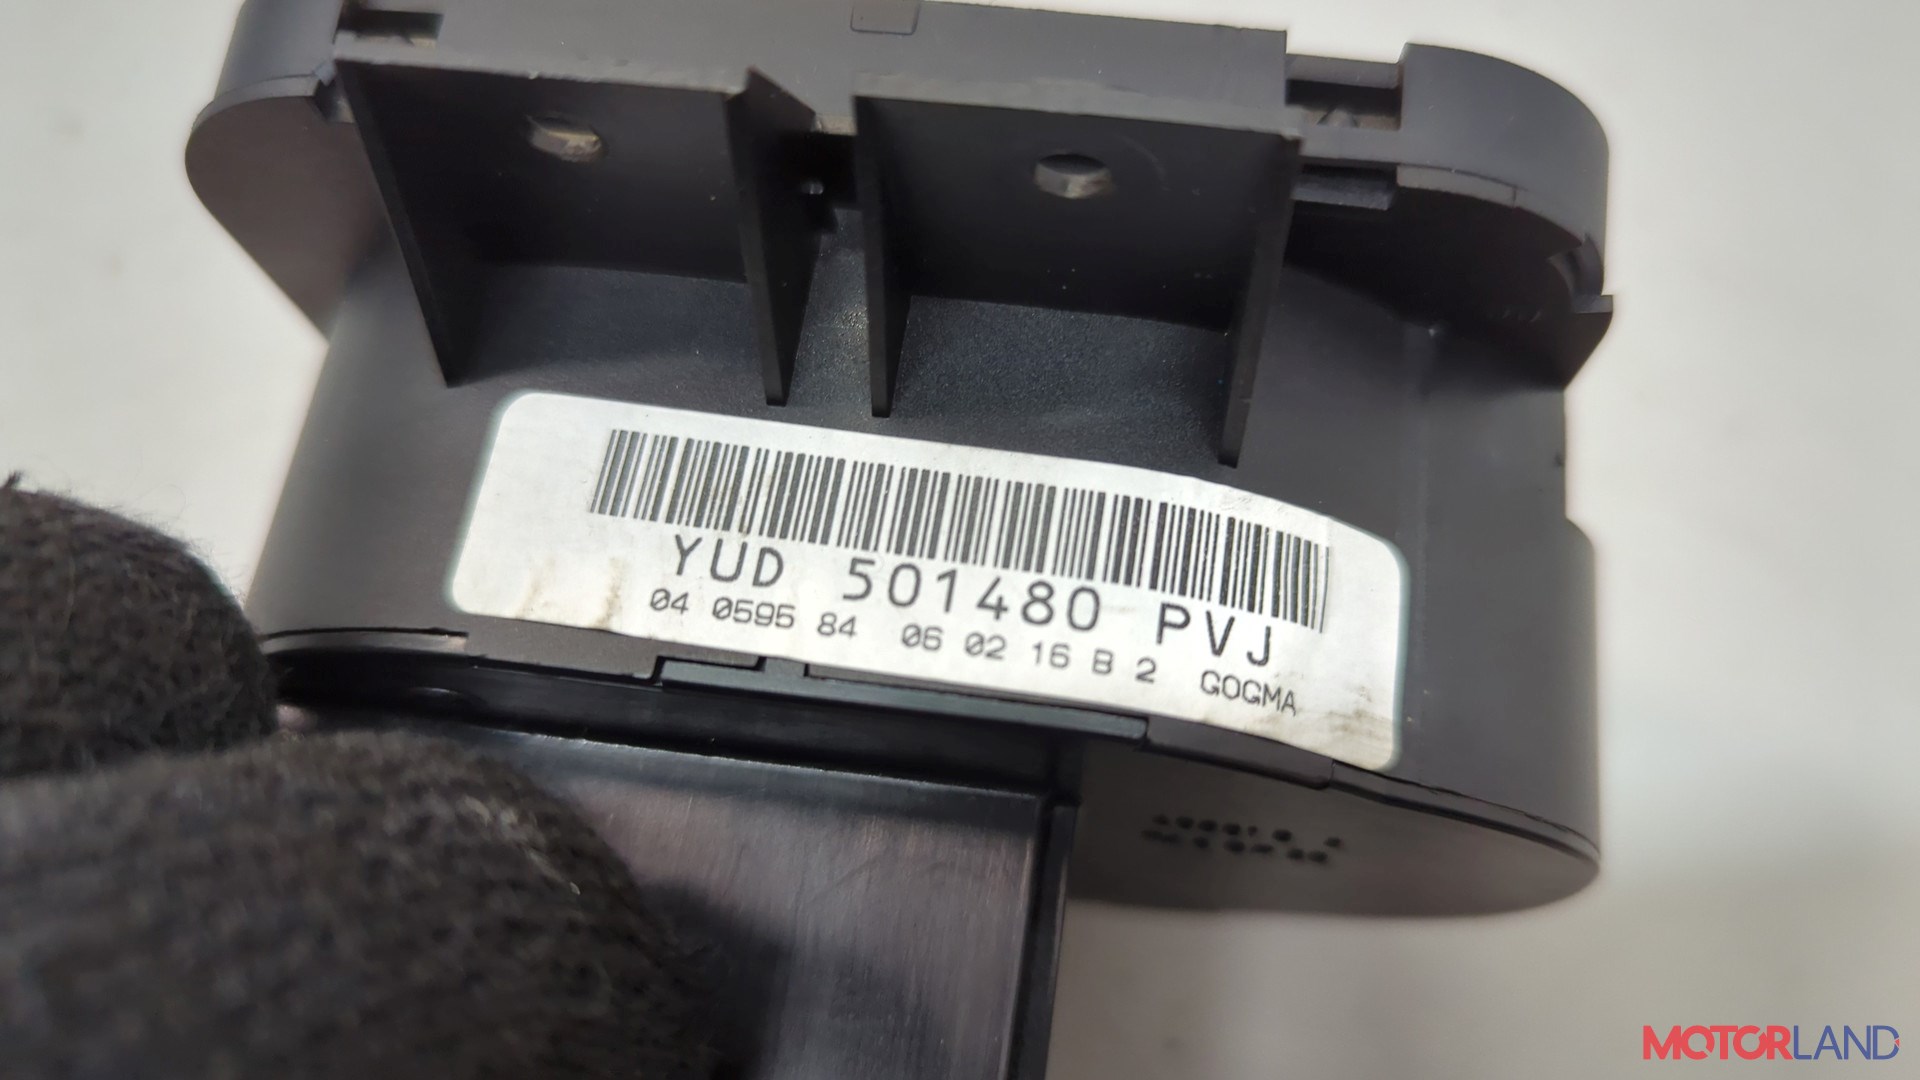 YUD 501480 PVJ
04 0595 84 06 02 16 B 2 GOGMA
MOTORLAND